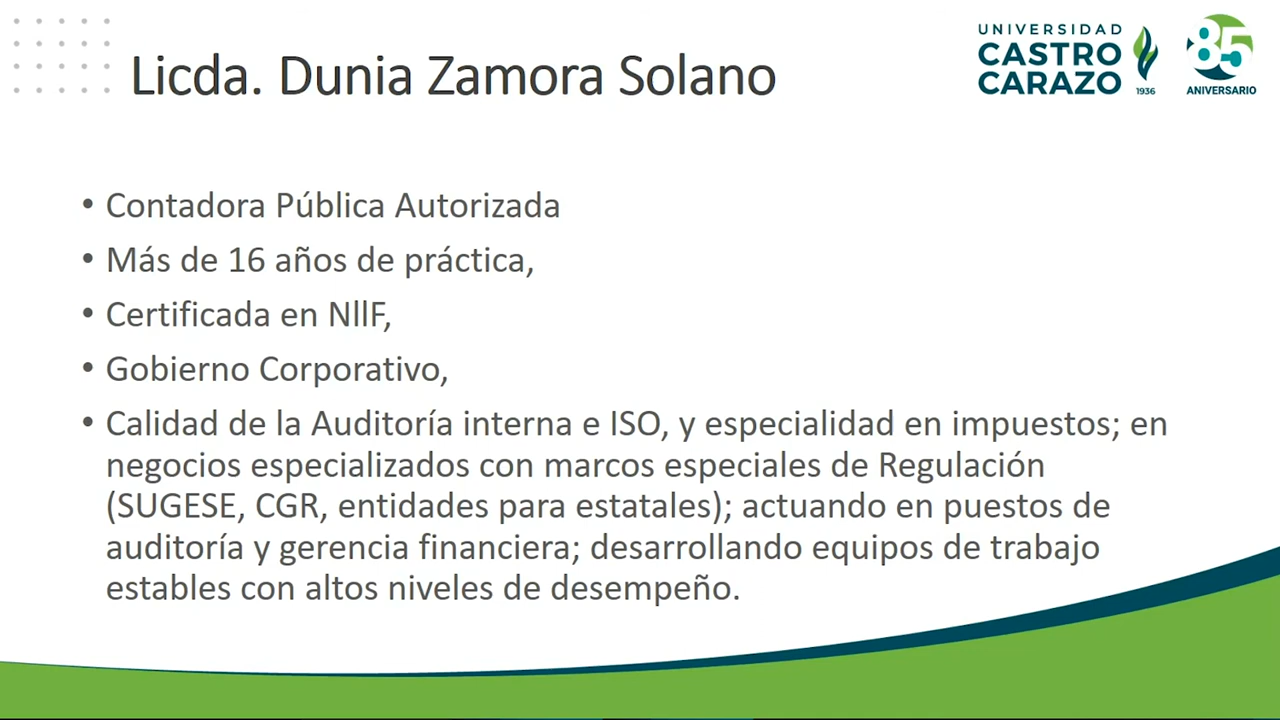 Licda. Dunia Zamora Solano
UNIVERSIDAD
CASTRO
CARAZO
1936
85
ANIVERSARIO
• Contadora Pública Autorizada
• Más de 16 años de práctica,
• Certificada en NllF,
• Gobierno Corporativo,
• Calidad de la Auditoría interna e ISO, y especialidad en impuestos; en
negocios especializados con marcos especiales de Regulación
(SUGESE, CGR, entidades para estatales); actuando en puestos de
auditoría y gerencia financiera; desarrollando equipos de trabajo
estables con altos niveles de desempeño.